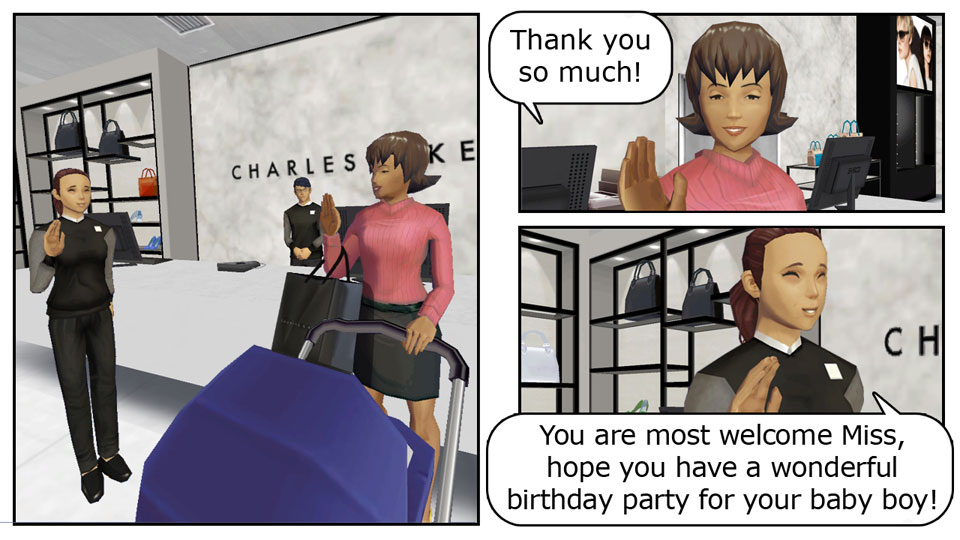 CHARLES KE
Thank you
so much!
CH
You are most welcome Miss,
hope you have a wonderful
birthday party for your baby boy!